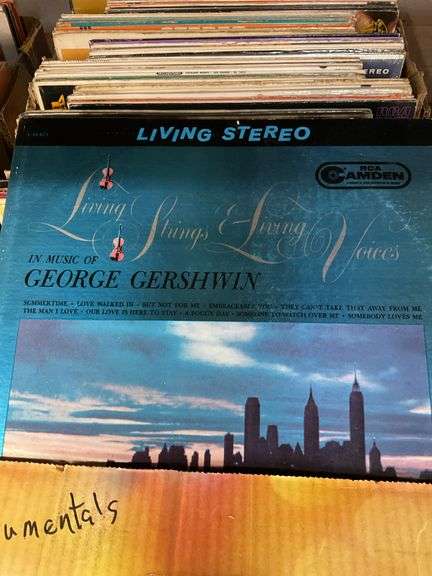 STEREO
LIVING STEREO
RCA
CAMDEN
Living
Strings & Living
Voices
IN MUSIC OF
GEORGE GERSHWIN
SUMMERTIME • LOVE WALKED IN • BUT NOT FOR ME • EMBRACEABLE YOU • THEY CAN'T TAKE THAT AWAY FROM ME
THE MAN I LOVE • OUR LOVE IS HERE TO STAY • A FOGGY DAY • SOMEONE TO WATCH OVER ME • SOMEBODY LOVES ME
umentals